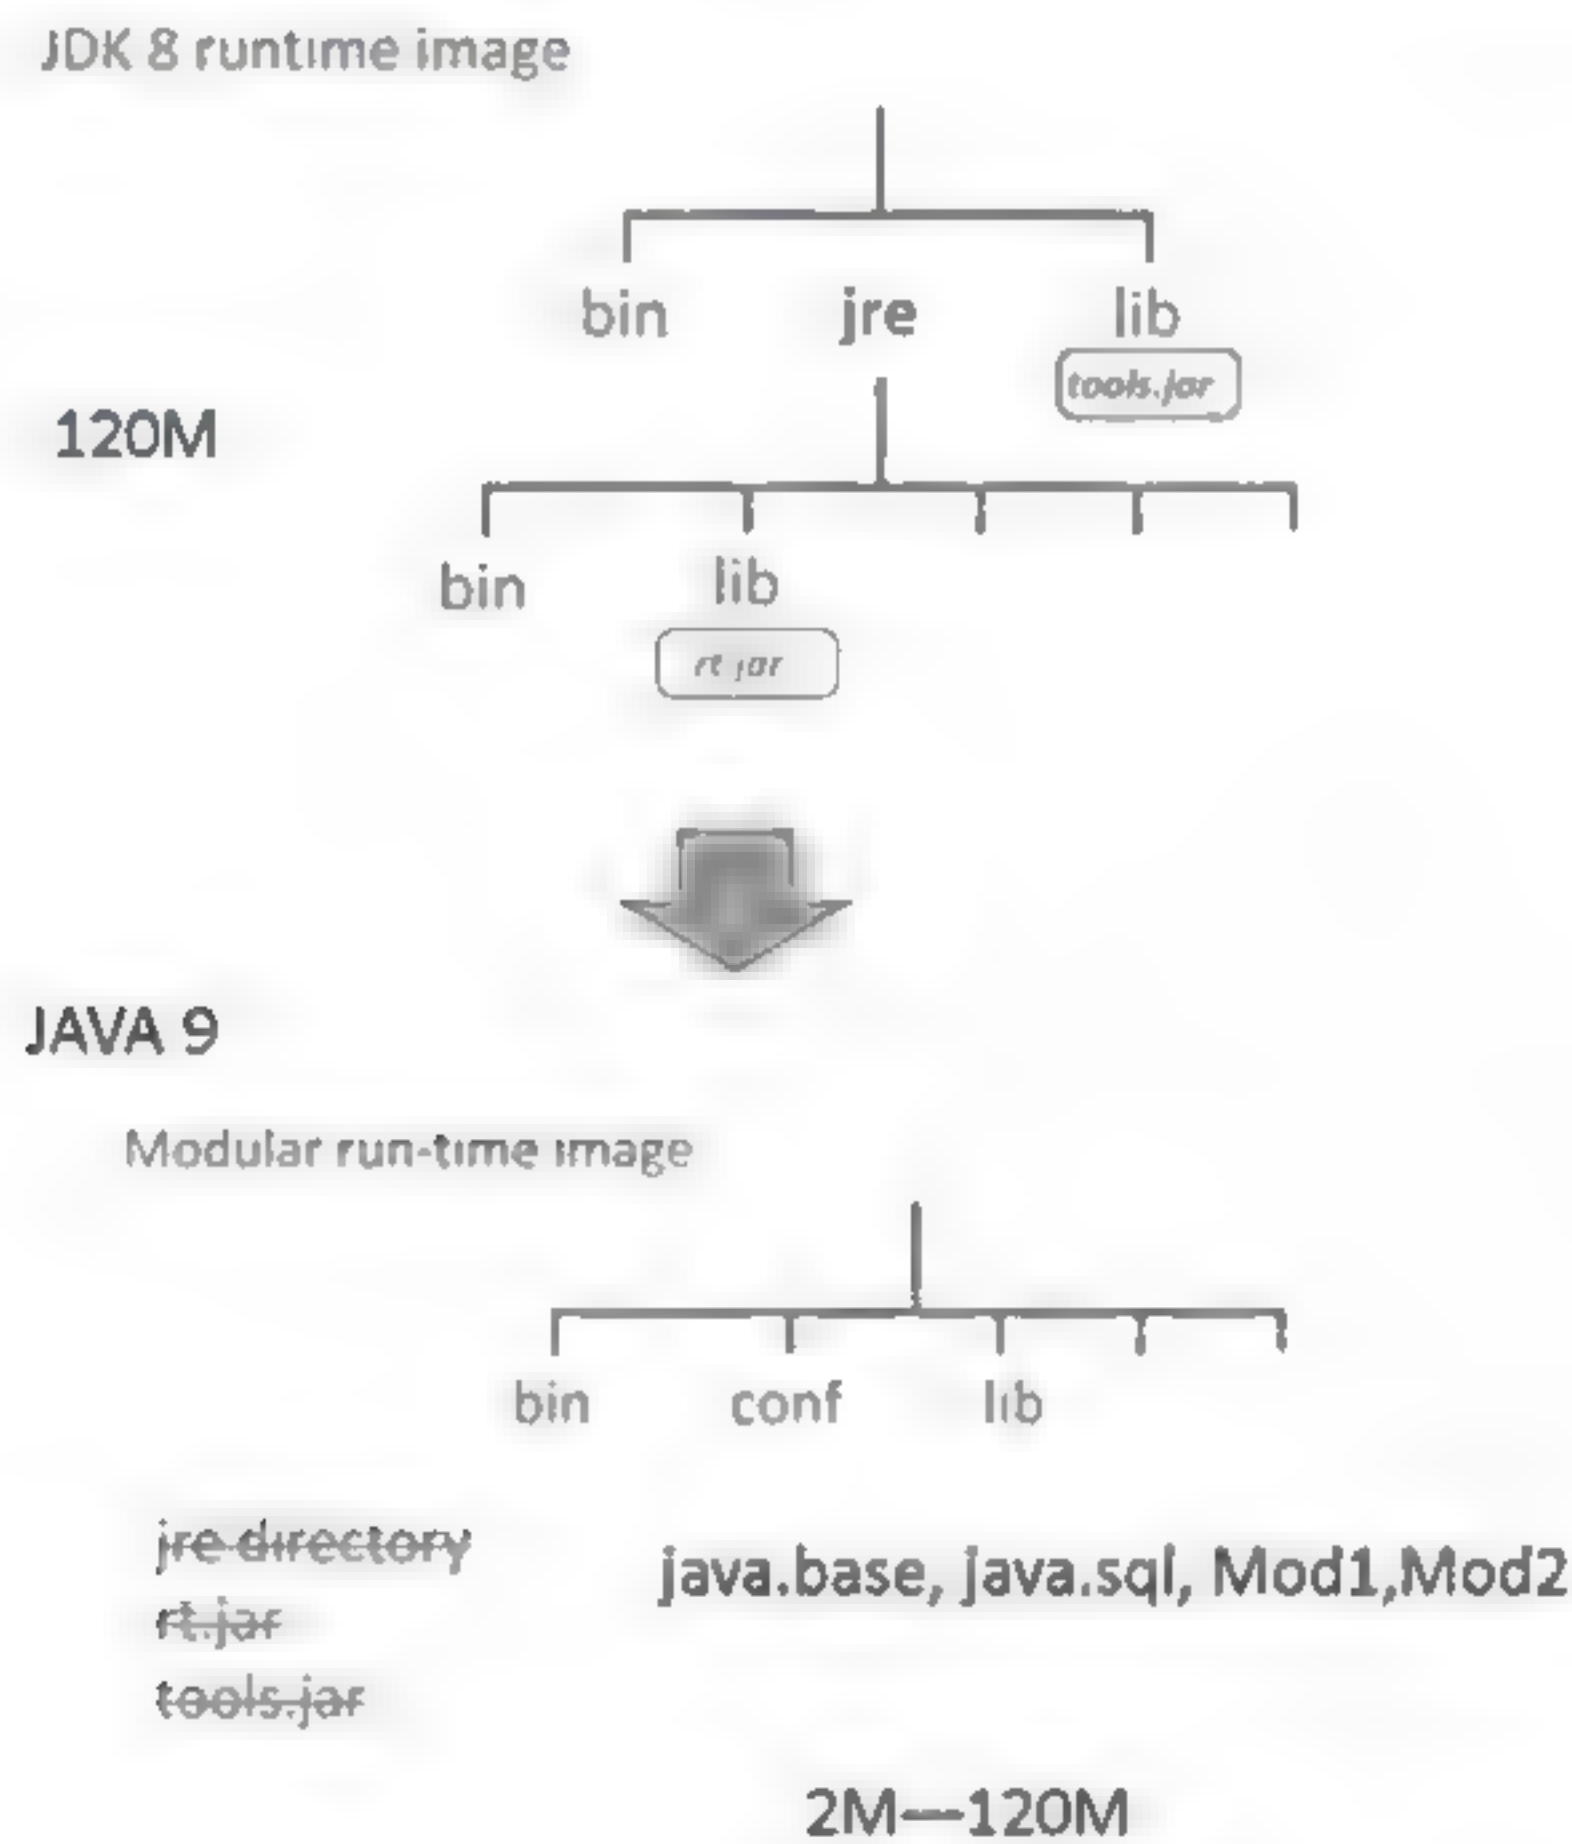 JDK 8 runtime image
bin jre lib
tools.jar
120M
bin lib
rt.jar
JAVA 9
Modular run-time image
bin conf lib
jre directory
java.base, java.sql, Mod1,Mod2
rt.jar
tools.jar
2M—120M